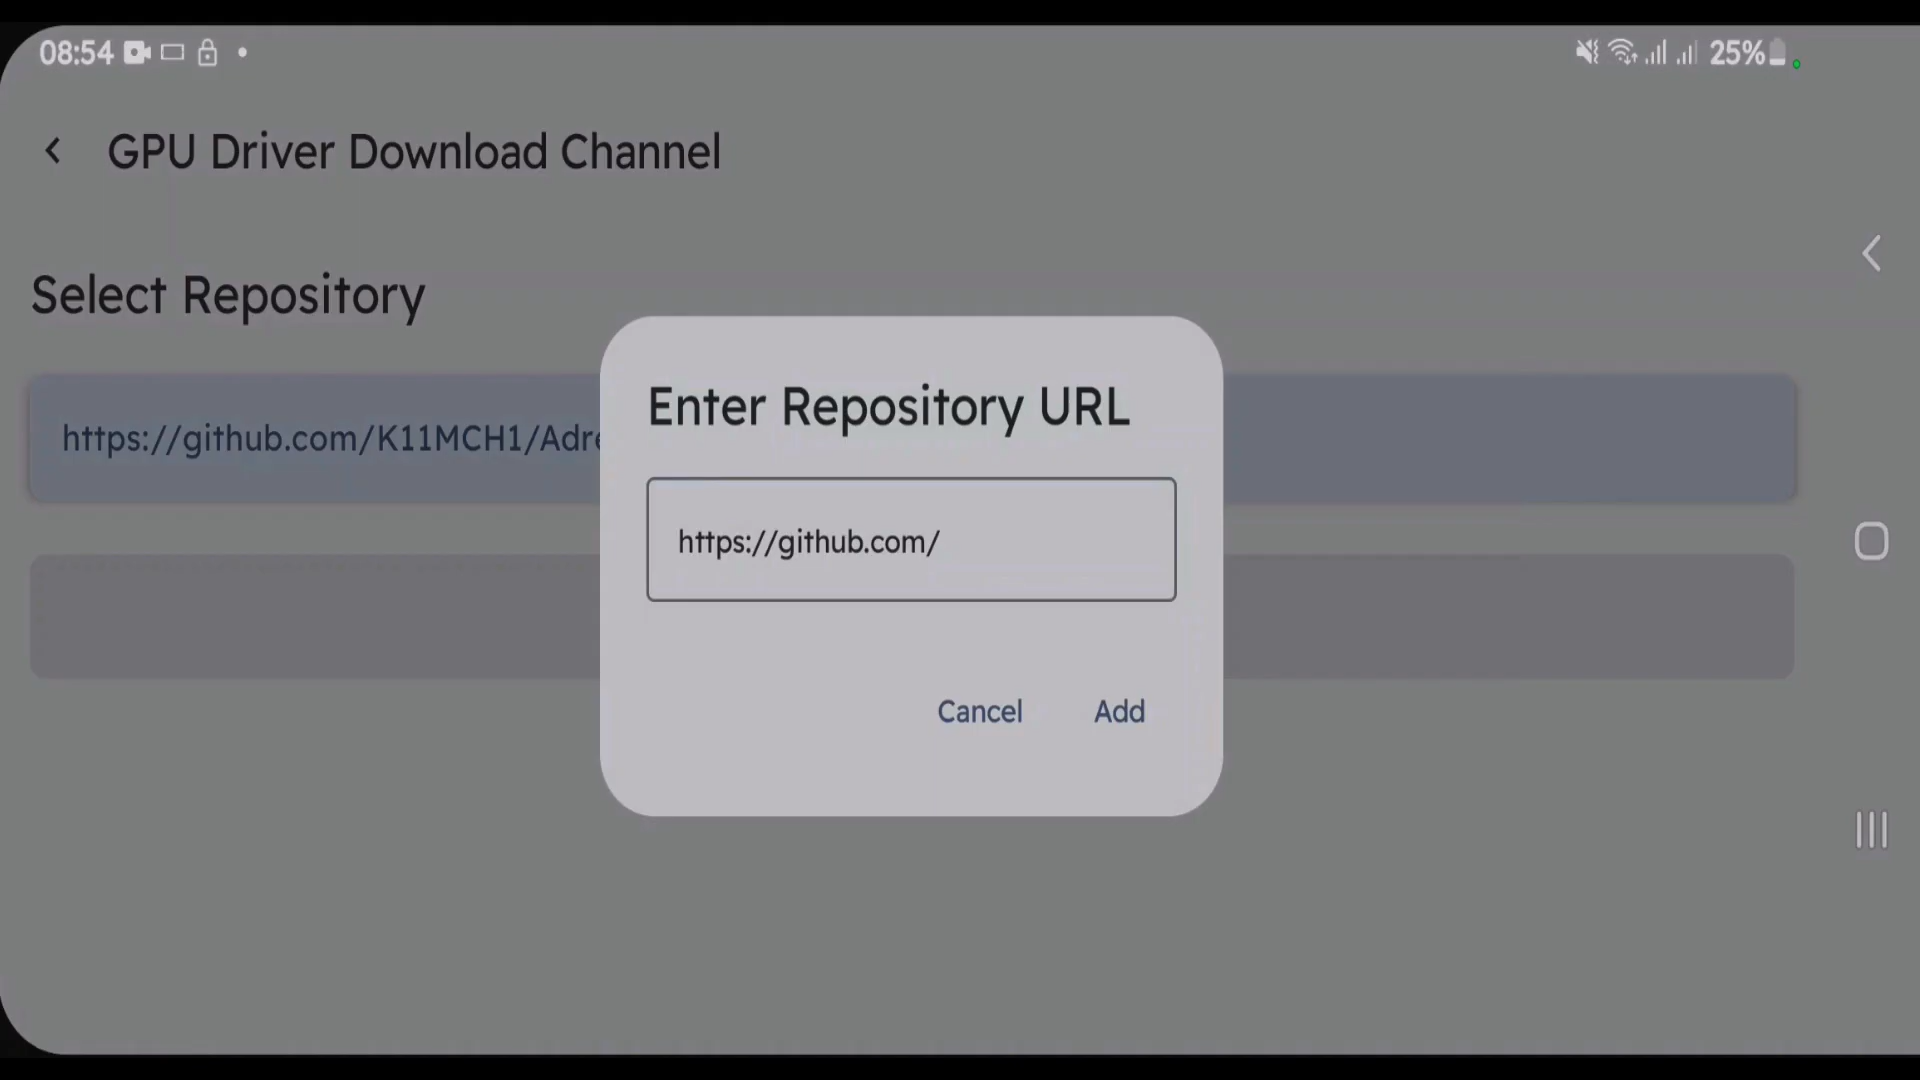 08:54
25%
GPU Driver Download Channel
Select Repository
https://github.com/K11MCH1/Adre
Enter Repository URL
https://github.com/
Cancel
Add